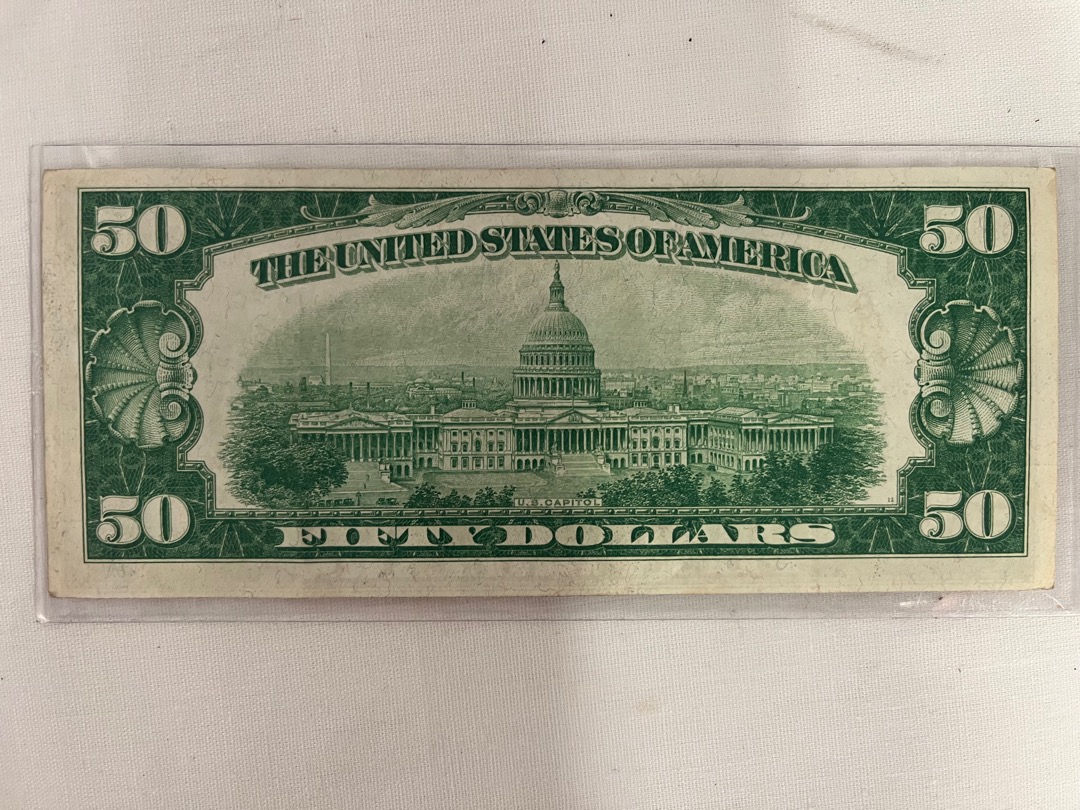 50 50
THE UNITED STATES OF AMERICA
U.S. CAPITOL
50 50
FIFTY DOLLARS